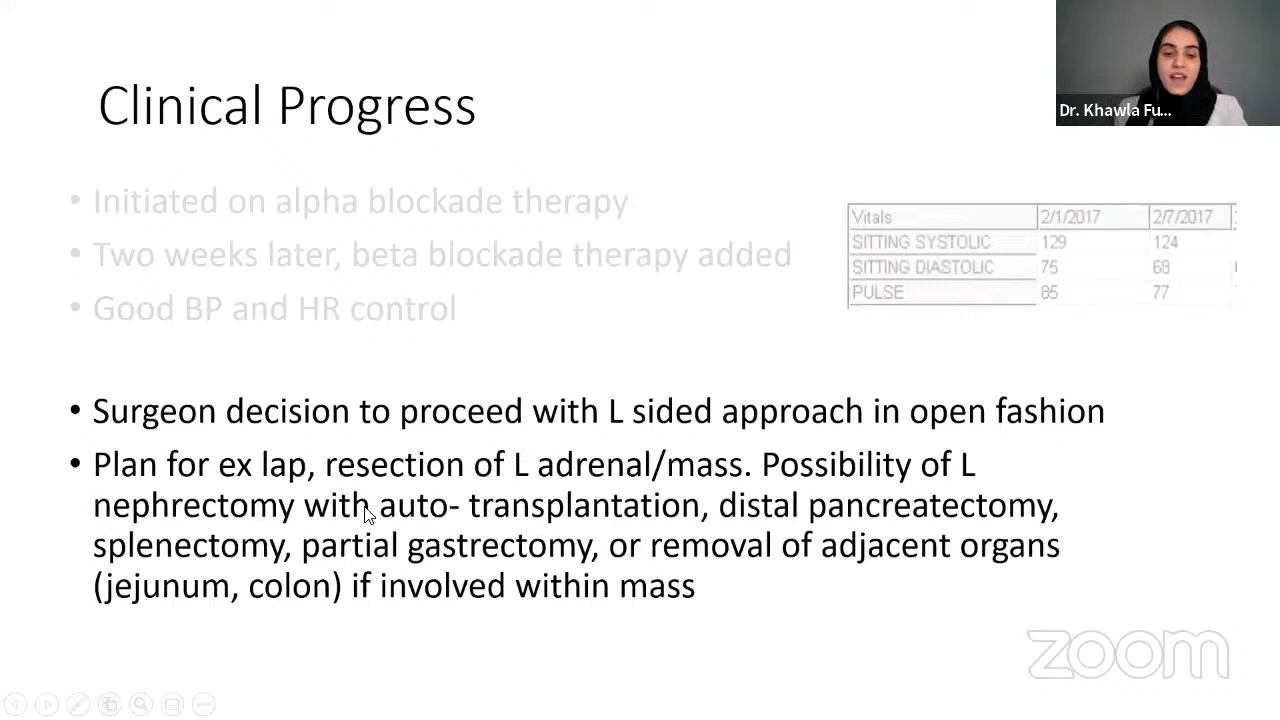 Clinical Progress
Dr. Khawla Fu...
• Initiated on alpha blockade therapy
• Two weeks later, beta blockade therapy added
• Good BP and HR control
Vitals 2/1/2017 2/7/2017
SITTING SYSTOLIC 129 124
SITTING DIASTOLIC 75 68
PULSE 85 77
• Surgeon decision to proceed with L sided approach in open fashion
• Plan for ex lap, resection of L adrenal/mass. Possibility of L
nephrectomy with auto- transplantation, distal pancreatectomy,
splenectomy, partial gastrectomy, or removal of adjacent organs
(jejunum, colon) if involved within mass
zoom